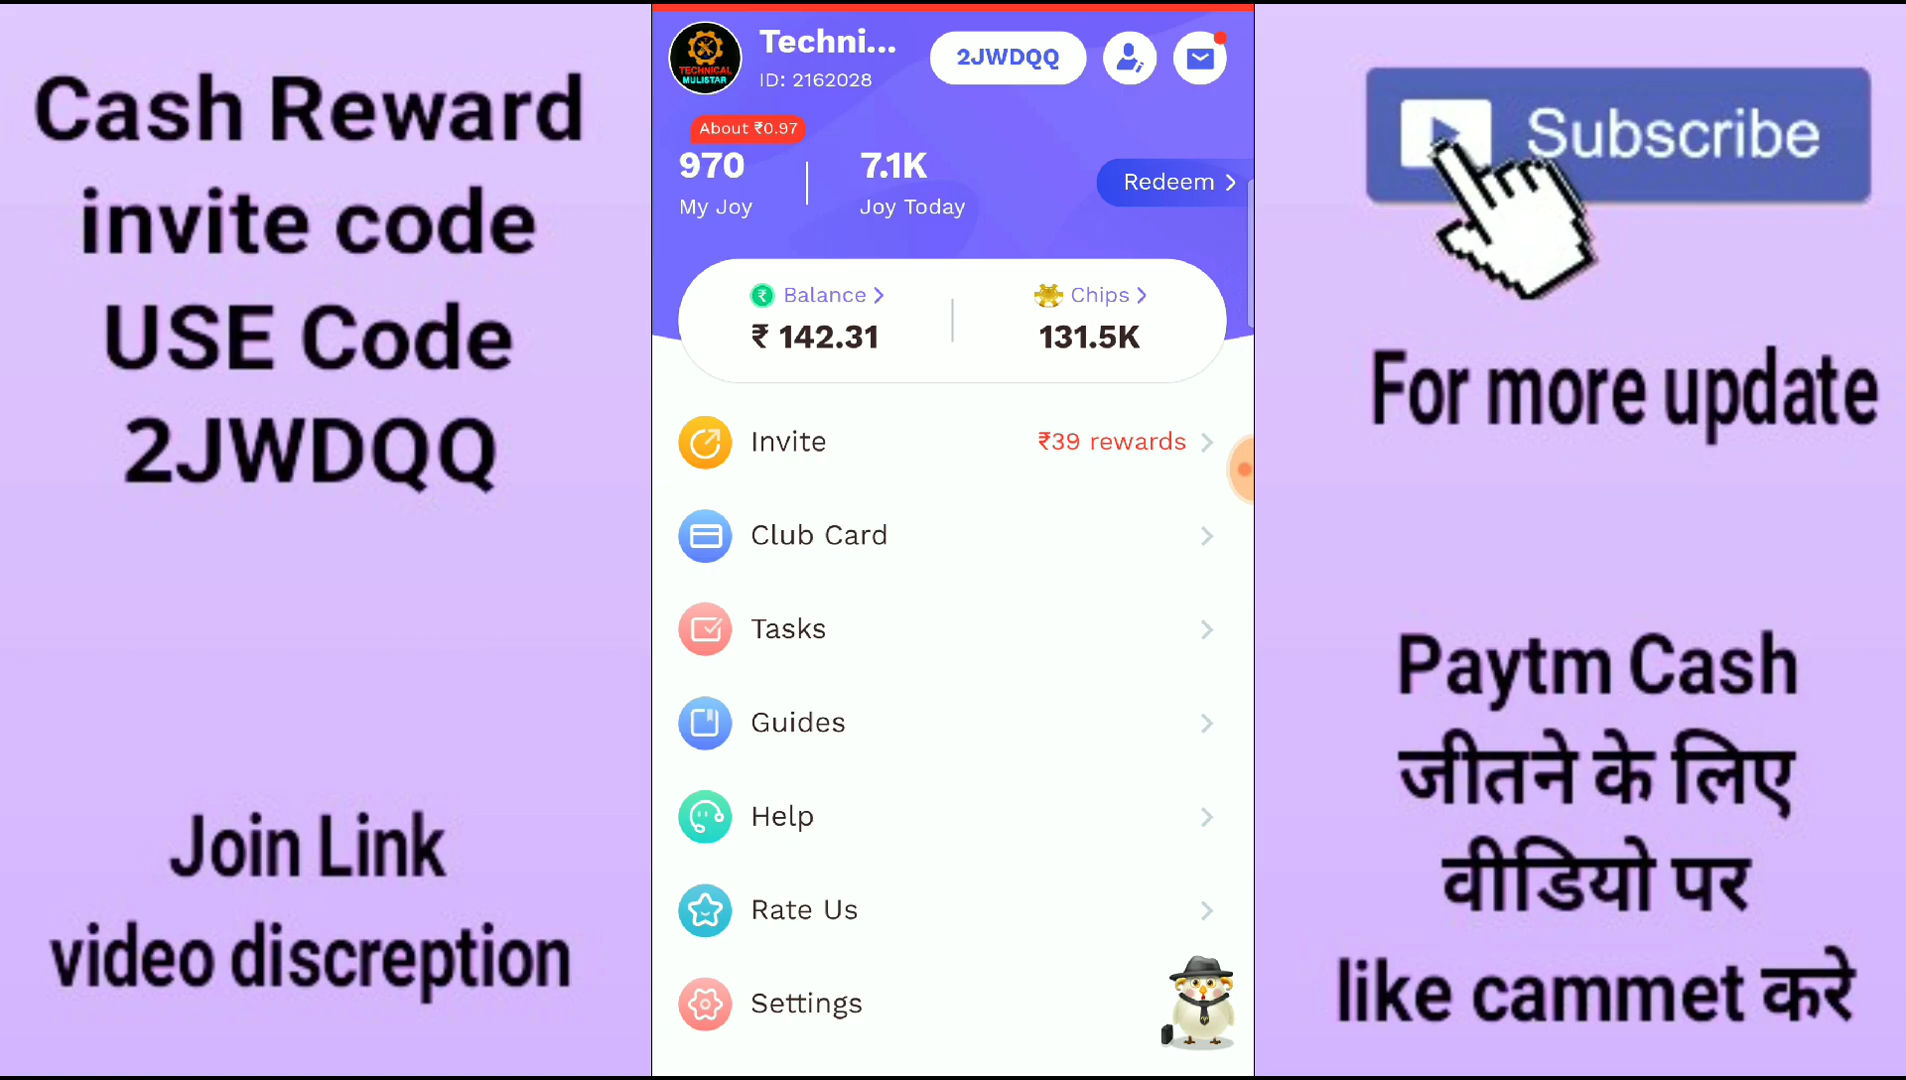 Cash Reward
invite code
USE Code
2JWDQQ
Join Link
video discreption
TECHNICAL
MULISTAR
Techni...
ID: 2162028
2JWDQQ
About ₹0.97
970
My Joy
7.1K
Joy Today
Redeem
Balance
₹ 142.31
Chips
131.5K
Invite
₹39 rewards
Club Card
Tasks
Guides
Help
Rate Us
Settings
Subscribe
For more update
Paytm Cash
जीतने के लिए
वीडियो पर
like cammet करे